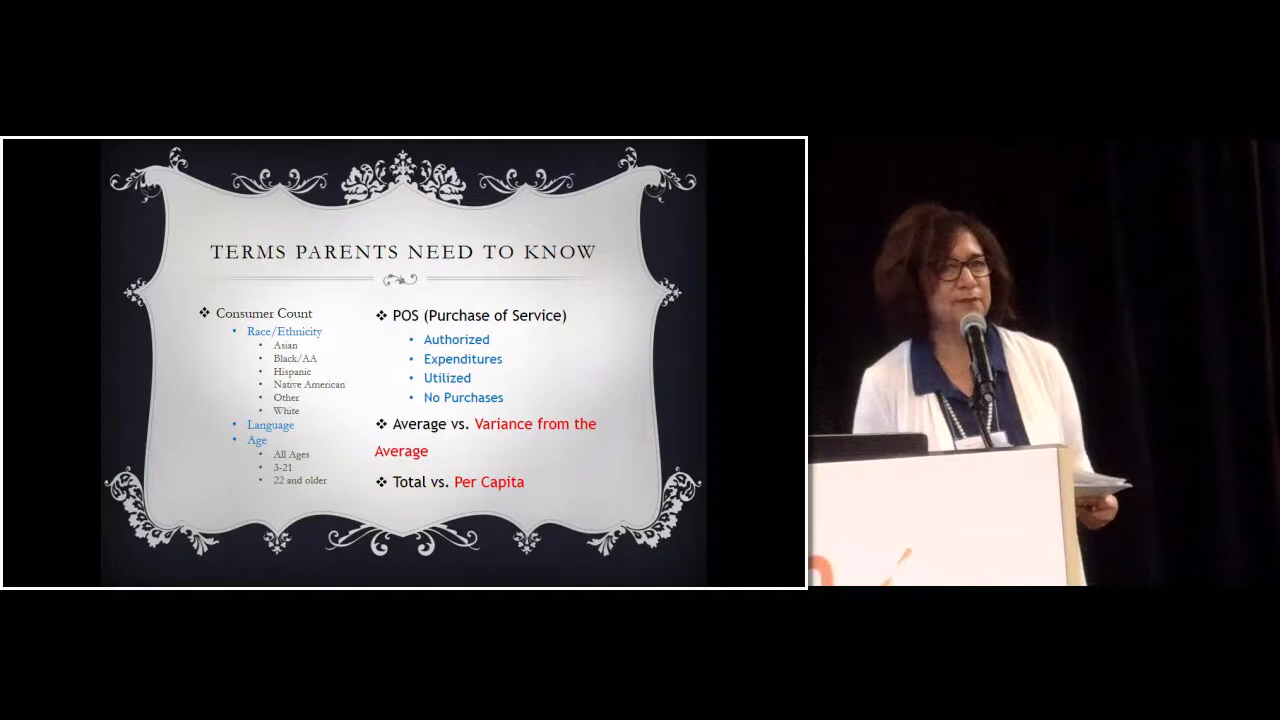 TERMS PARENTS NEED TO KNOW
Consumer Count
Race/Ethnicity
Asian
Black/AA
Hispanic
Native American
Other
White
Language
Age
All Ages
3-21
22 and older
POS (Purchase of Service)
Authorized
Expenditures
Utilized
No Purchases
Average vs. Variance from the
Average
Total vs. Per Capita